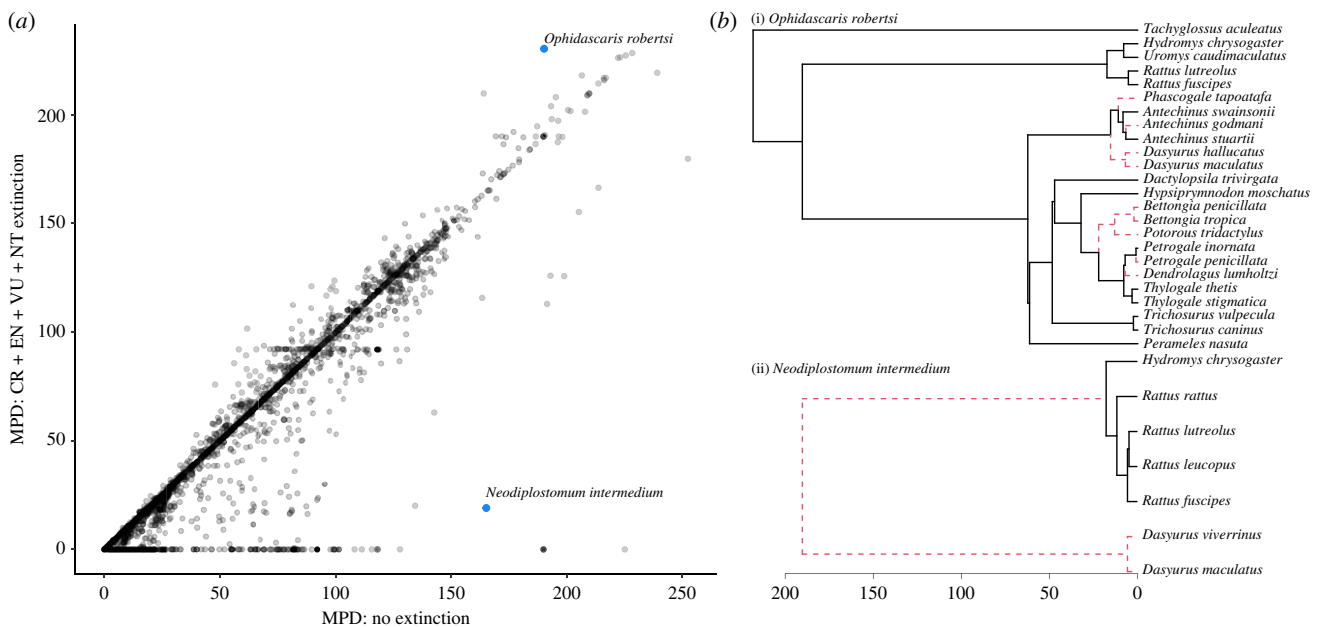 (a)
Ophidascaris robertsi
Neodiplostomum intermedium
MPD: CR + EN + VU + NT extinction
200
150
100
50
0
0
50
100
150
200
250
MPD: no extinction
(b)
(i) Ophidascaris robertsi
Tachyglossus aculeatus
Hydromys chrysogaster
Uromys caudimaculatus
Rattus lutreolus
Rattus fuscipes
Phascogale tapoatafa
Antechinus swainsonii
Antechinus godmani
Antechinus stuartii
Dasyurus hallucatus
Dasyurus maculatus
Dactylopsila trivirgata
Hypsiprymnodon moschatus
Bettongia penicillata
Bettongia tropica
Potorous tridactylus
Petrogale inornata
Petrogale penicillata
Dendrolagus lumholtzi
Thylogale thetis
Thylogale stigmatica
Trichosurus vulpecula
Trichosurus caninus
Perameles nasuta
(ii) Neodiplostomum intermedium
Hydromys chrysogaster
Rattus rattus
Rattus lutreolus
Rattus leucopus
Rattus fuscipes
Dasyurus viverrinus
Dasyurus maculatus
200
150
100
50
0